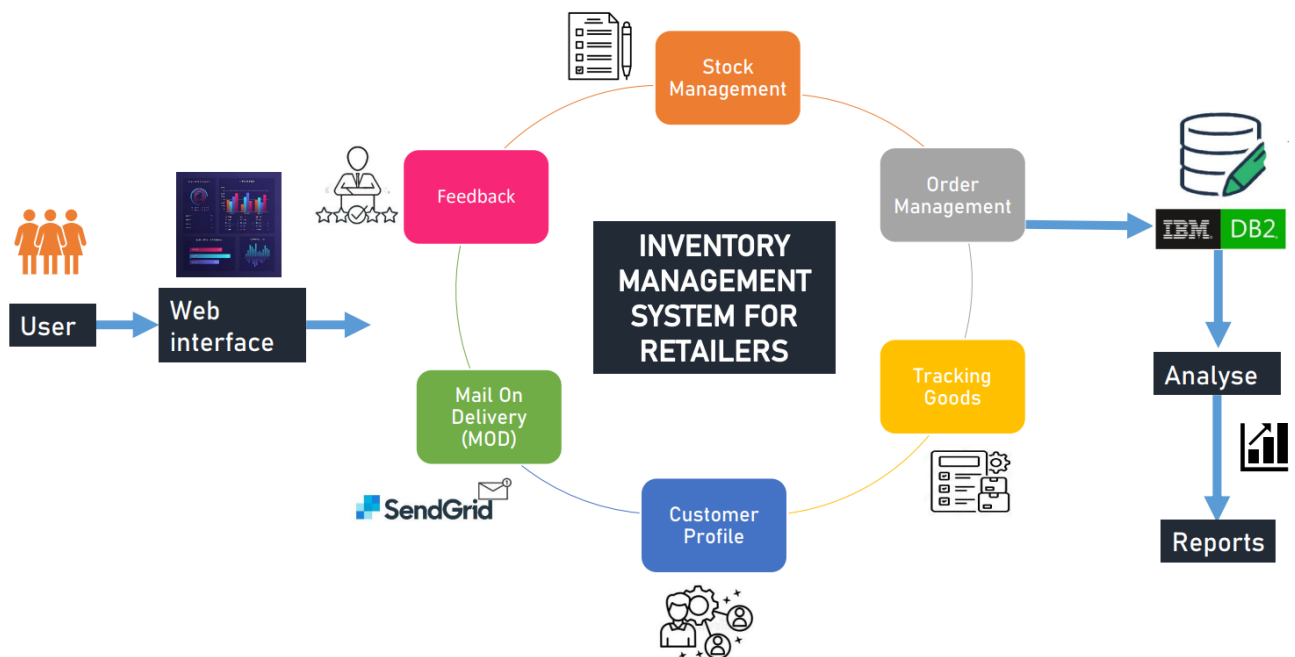 Stock
Management
Feedback
Order
Management
IBM DB2
INVENTORY
MANAGEMENT
SYSTEM FOR
RETAILERS
User
Web
interface
Mail On
Delivery
(MOD)
Tracking
Goods
Analyse
SendGrid
1
Customer
Profile
Reports